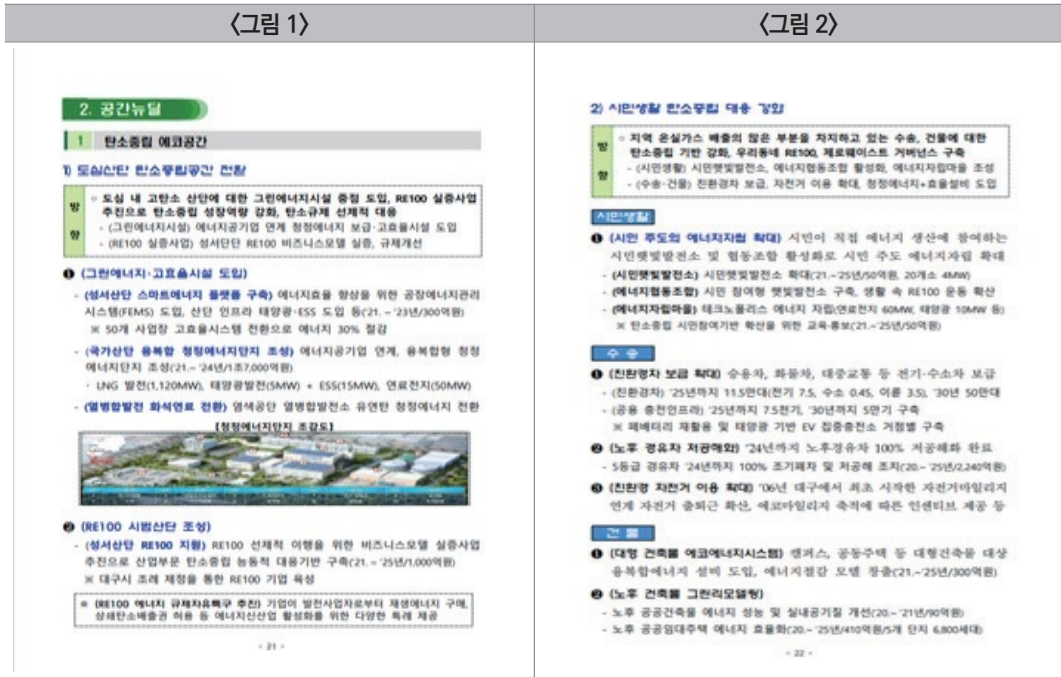 〈그림 1〉
2. 공간뉴딜
1 탄소중립 에코공간
1) 도심산단 탄소중립공간 전환
방향
○ 도심 내 고탄소 산단에 대한 그린에너지시설 중점 도입, RE100 실증사업
추진으로 탄소중립 성장역량 강화, 탄소규제 선제적 대응
- (그린에너지시설) 에너지공기업 연계 청정에너지 보급·고효율시설 도입
- (RE100 실증사업) 성서단단 RE100 비즈니스모델 실증, 규제개선
❶ (그린에너지·고효율시설 도입)
- (성서산단 스마트에너지 플랫폼 구축) 에너지효율 향상을 위한 공장에너지관리
시스템(FEMS) 도입, 산단 인프라 태양광·ESS 도입 등('21. ~ '23년/300억원)
※ 50개 사업장 고효율시스템 전환으로 에너지 30% 절감
- (국가산단 융복합 청정에너지단지 조성) 에너지공기업 연계, 융복합형 청정
에너지단지 조성('21.~ '24년/1조7,000억원)
· LNG 발전(1,120MW), 태양광발전(5MW) + ESS(15MW), 연료전지(50MW)
- (열병합발전 화석연료 전환) 염색공단 열병합발전소 유연탄 청정에너지 전환
【청정에너지단지 조감도】
❷ (RE100 시범산단 조성)
- (성서산단 RE100 지원) RE100 선제적 이행을 위한 비즈니스모델 실증사업
추진으로 산업부문 탄소중립 능동적 대응기반 구축('21. ~ '25년/1,000억원)
※ 대구시 조례 제정을 통한 RE100 기업 육성
※ (RE100 에너지 규제자유특구 추진) 기업이 발전사업자로부터 재생에너지 구매,
상쇄탄소배출권 허용 등 에너지신산업 활성화를 위한 다양한 특례 제공
- 21 -
〈그림 2〉
2) 시민생활 탄소중립 대응 강화
방향
○ 지역 온실가스 배출의 많은 부분을 차지하고 있는 수송, 건물에 대한
탄소중립 기반 강화, 우리동네 RE100, 제로웨이스트 거버넌스 구축
- (시민생활) 시민햇빛발전소, 에너지협동조합 활성화, 에너지자립마을 조성
- (수송·건물) 친환경차 보급, 자전거 이용 확대, 청정에너지+효율설비 도입
시민생활
❶ (시민 주도의 에너지자립 확대) 시민이 직접 에너지 생산에 참여하는
시민햇빛발전소 및 협동조합 활성화로 시민 주도 에너지자립 확대
- (시민햇빛발전소) 시민햇빛발전소 확대('21.~'25년/50억원, 20개소 4MW)
- (에너지협동조합) 시민 참여형 햇빛발전소 구축, 생활 속 RE100 운동 확산
- (에너지자립마을) 테크노폴리스 에너지 자립(연료전지 60MW, 태양광 10MW 등)
※ 탄소중립 시민참여기반 확산을 위한 교육·홍보('21.~'25년/50억원)
수 송
❶ (친환경차 보급 확대) 승용차, 화물차, 대중교통 등 전기·수소차 보급
- (친환경차) '25년까지 11.5만대(전기 7.5, 수소 0.45, 이륜 3.5), '30년 50만대
- (공용 충전인프라) '25년까지 7.5천기, '30년까지 5만기 구축
※ 폐배터리 재활용 및 태양광 기반 EV 집중충전소 거점별 구축
❷ (노후 경유차 저공해화) '24년까지 노후경유차 100% 저공해화 완료
- 5등급 경유차 '24년까지 100% 조기폐차 및 저공해 조치('20.~ '25년/2,240억원)
❸ (친환경 자전거 이용 확대) '06년 대구에서 최초 시작한 자전거마일리지
연계 자전거 출퇴근 확산, 에코마일리지 축적에 따른 인센티브 제공 등
건 물
❶ (대형 건축물 에코에너지시스템) 캠퍼스, 공동주택 등 대형건축물 대상
융복합에너지 설비 도입, 에너지절감 모델 창출('21.~'25년/300억원)
❷ (노후 건축물 그린리모델링)
- 노후 공공건축물 에너지 성능 및 실내공기질 개선('20.~ '21년/90억원)
- 노후 공공임대주택 에너지 효율화('20.~ '25년/410억원/5개 단지 6,800세대)
- 22 -